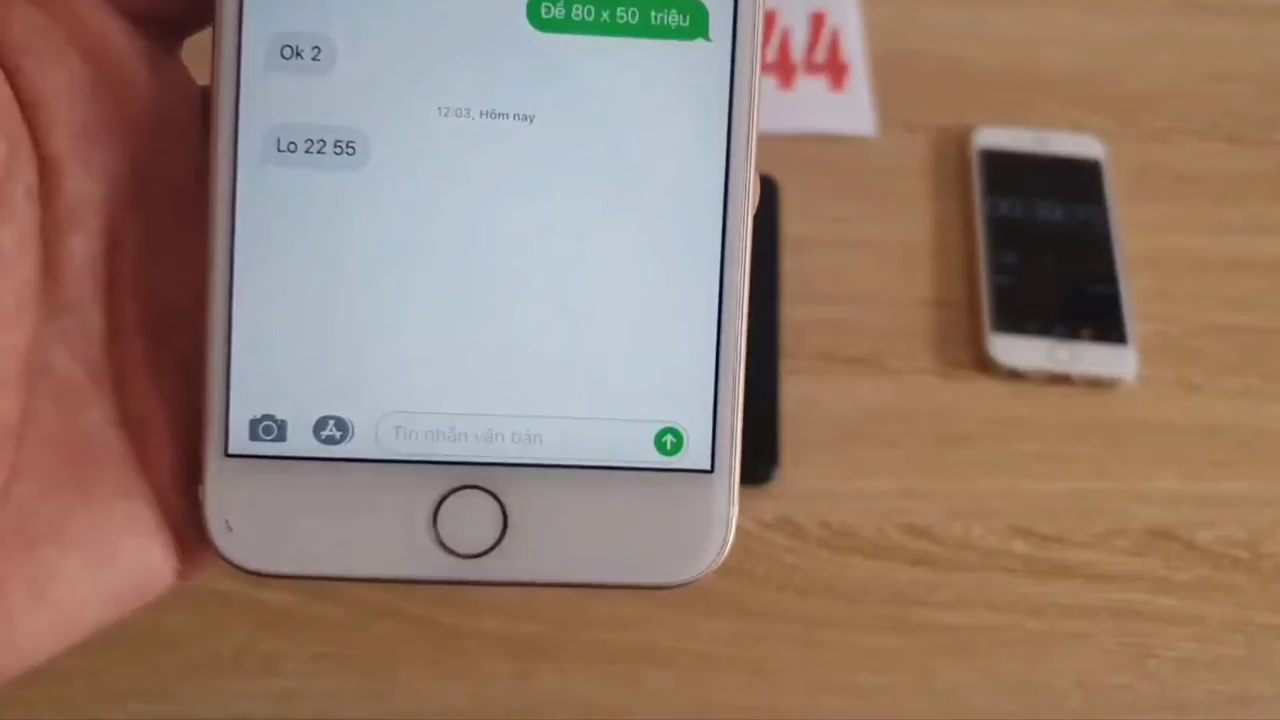 Đề 80 x 50 triệu
44
Ok 2
12:03, Hôm nay
Lo 22 55
Tin nhắn văn bản